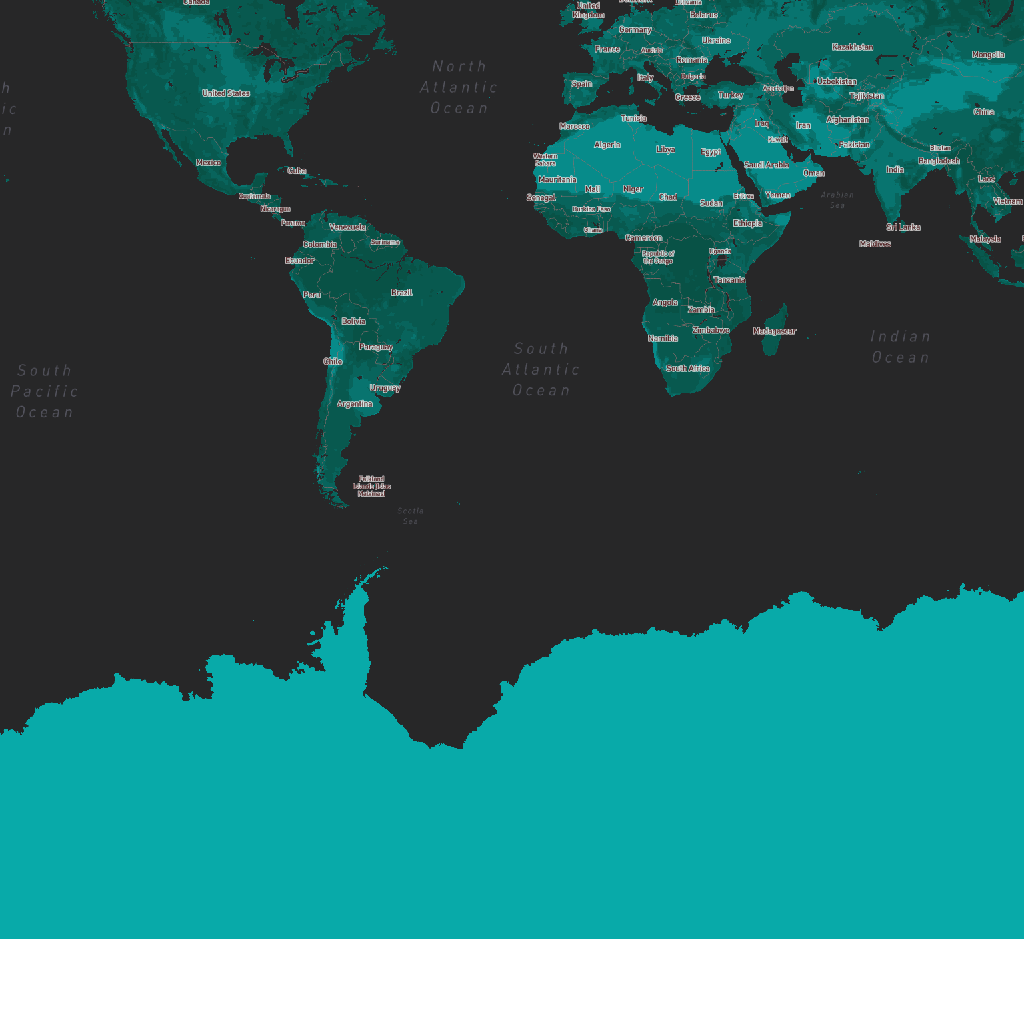 Canada
United
Kingdom
Belarus
Germany
Ukraine
France
Austria
Kazakhstan
Mongolia
Romania
North
Atlantic
Ocean
Italy
Bulgaria
Spain
Uzbekistan
United States
Greece
Turkey
Azerbaijan
Tajikistan
China
Tunisia
Morocco
Iraq
Iran
Afghanistan
Algeria
Libya
Egypt
Kuwait
Pakistan
Bhutan
Bangladesh
Mexico
Western
Sahara
Saudi Arabia
India
Cuba
Oman
Mauritania
Mali
Niger
Laos
Guatemala
Senegal
Chad
Sudan
Eritrea
Yemen
Arabian
Sea
Vietnam
Nicaragua
Burkina Faso
Panama
Venezuela
Ghana
Ethiopia
Sri Lanka
Colombia
Suriname
Cameroon
Maldives
Malaysia
Ecuador
Republic of
the Congo
Rwanda
Tanzania
Peru
Brazil
Angola
Zambia
Bolivia
Namibia
Zimbabwe
Madagascar
Indian
Ocean
Paraguay
South
Atlantic
Ocean
Chile
South Africa
South
Pacific
Ocean
Uruguay
Argentina
Falkland
Islands/Islas
Malvinas
Scotia
Sea